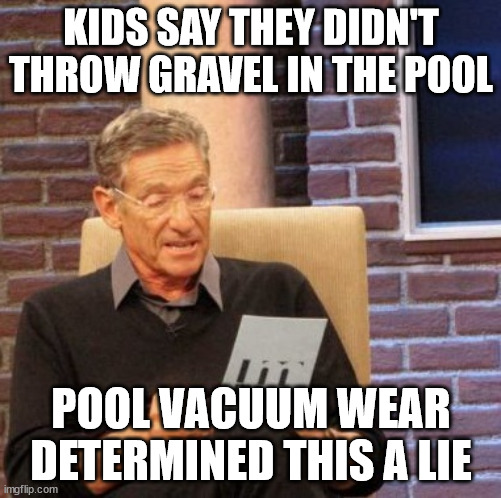 KIDS SAY THEY DIDN'T
THROW GRAVEL IN THE POOL
POOL VACUUM WEAR
DETERMINED THIS A LIE
imgflip.com